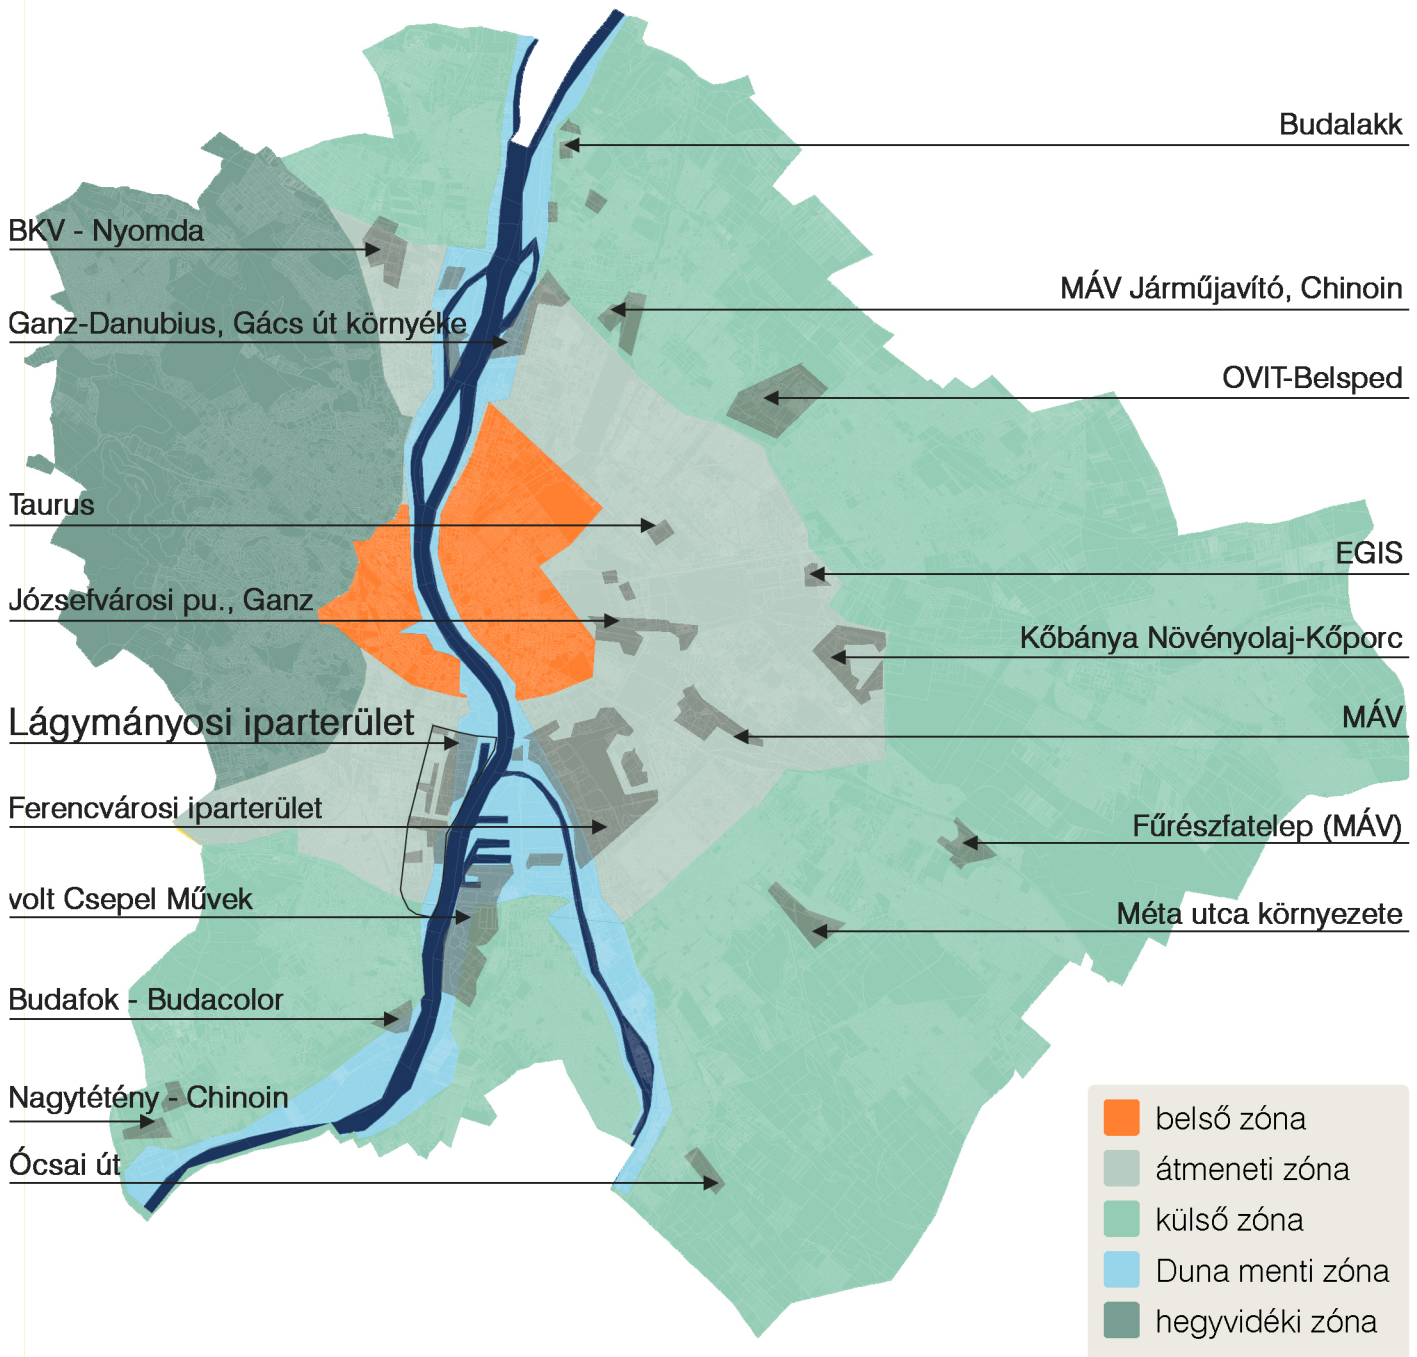 Budalakk
BKV - Nyomda
MÁV Járműjavító, Chinoin
Ganz-Danubius, Gács út környéke
OVIT-Belsped
Taurus
EGIS
Józsefvárosi pu., Ganz
Kőbánya Növényolaj-Kőporc
Lágymányosi iparterület
MÁV
Ferencvárosi iparterület
Fűrészfatelep (MÁV)
volt Csepel Művek
Méta utca környezete
Budafok - Budacolor
Nagytétény - Chinoin
Ócsai út
belső zóna
átmeneti zóna
külső zóna
Duna menti zóna
hegyvidéki zóna